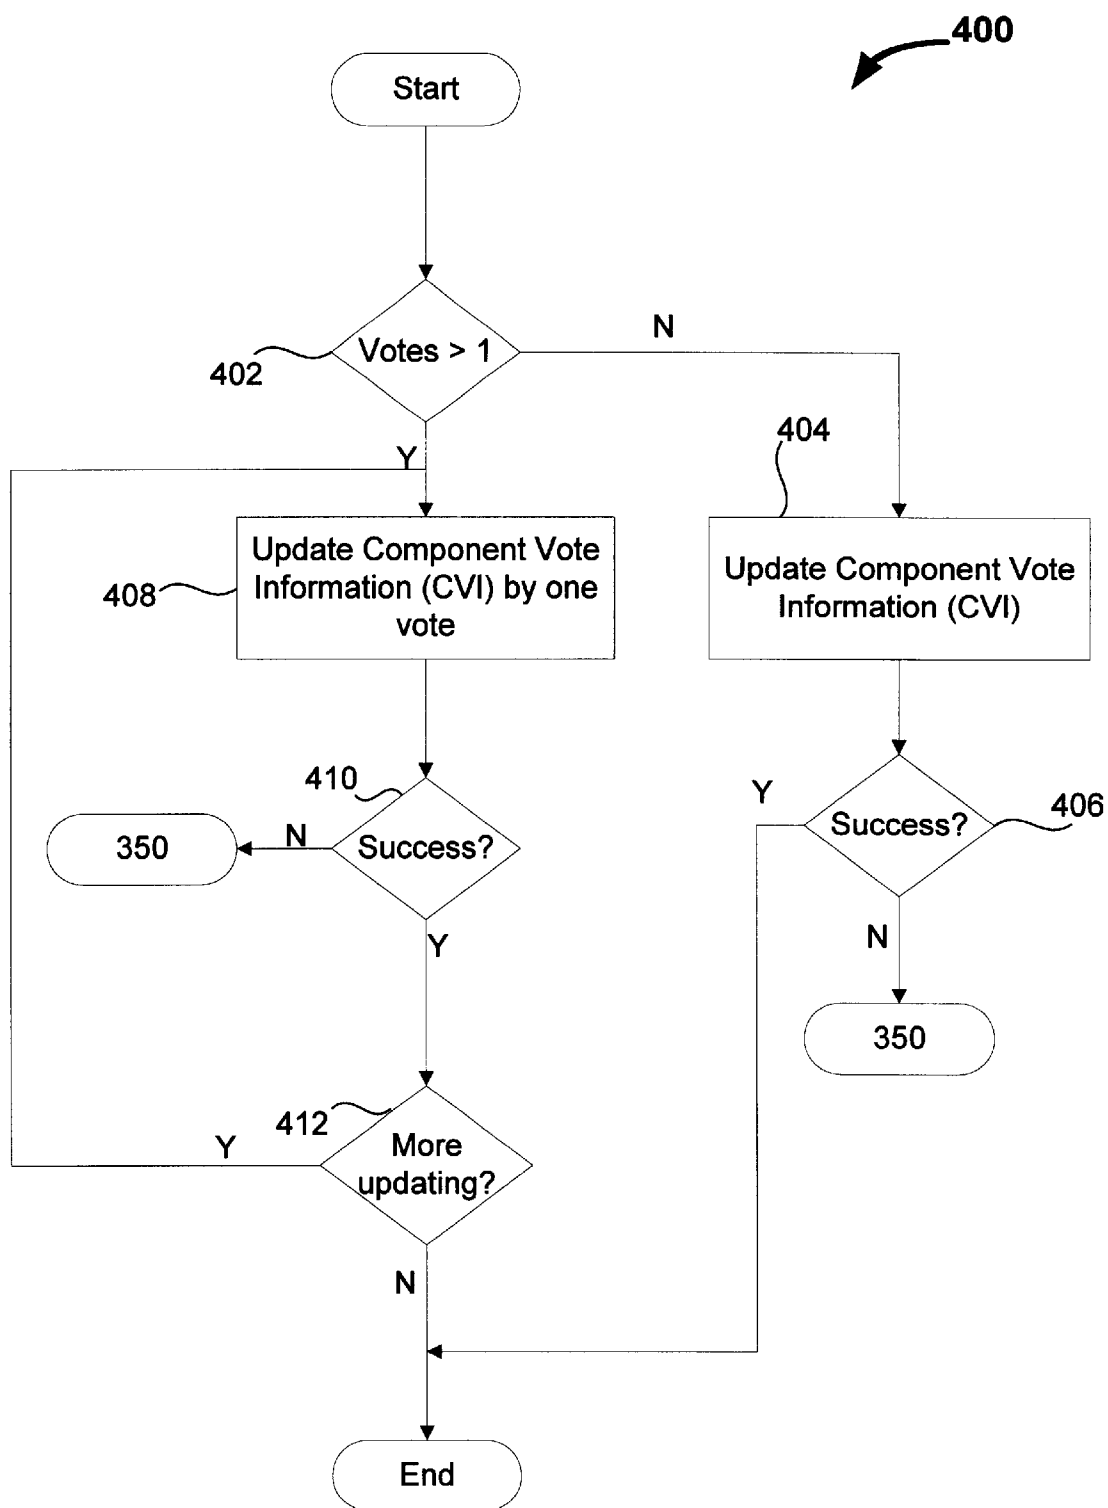 400
Start
Votes > 1
N
402
404
Y
Update Component Vote
Information (CVI) by one
vote
408
Update Component Vote
Information (CVI)
410
Y
406
350
N
Success?
Success?
Y
N
350
412
More
updating?
Y
N
End